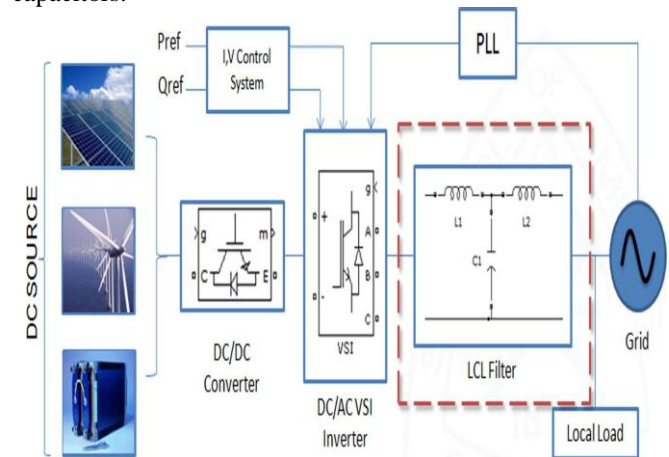 capacitors.
Pref
Qref
I,V Control
System
PLL
DC SOURCE
g
m
C
E
DC/DC
Converter
g
+
-
A
B
C
VSI
DC/AC VSI
Inverter
L1
L2
C1
LCL Filter
Grid
Local Load